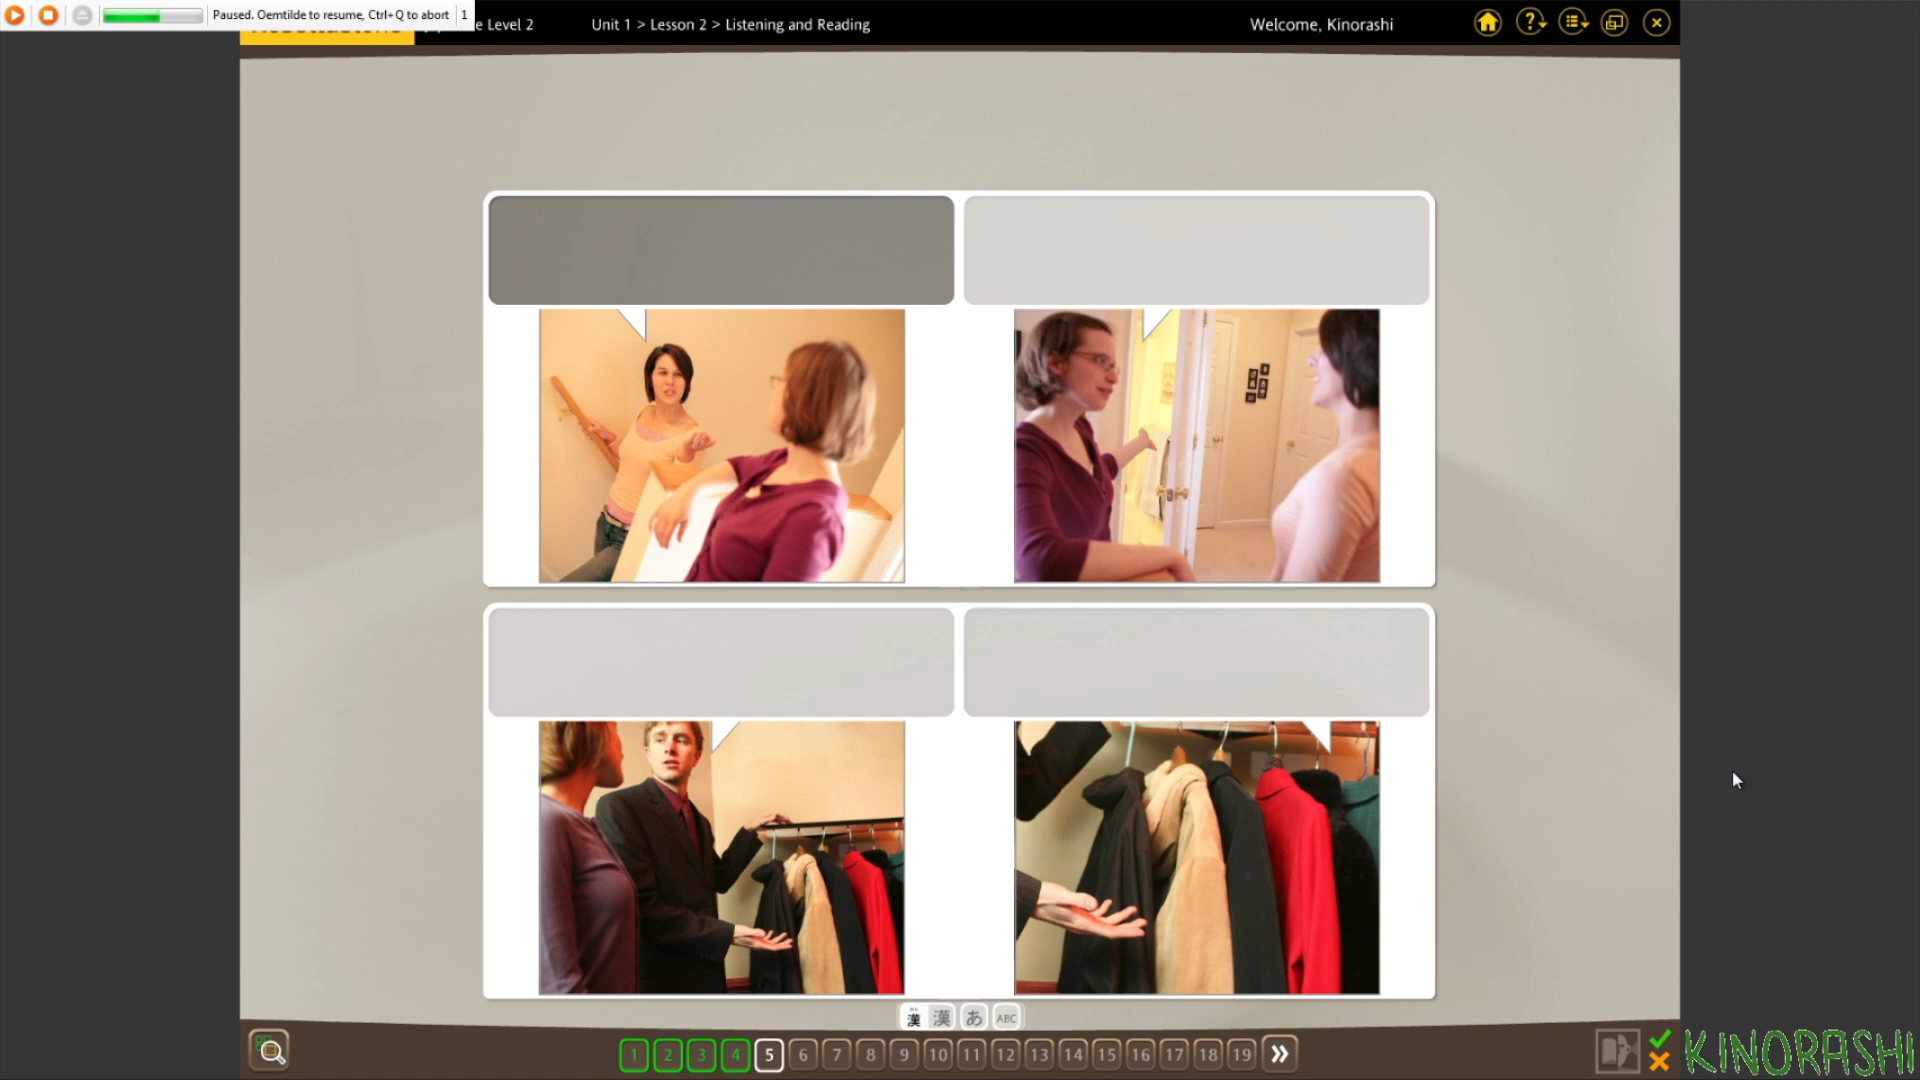 Paused. Oemtilde to resume, Ctrl+Q to abort 1
e Level 2
Unit 1 > Lesson 2 > Listening and Reading
Welcome, Kinorashi
?
漢 漢 あ ABC
1 2 3 4 5 6 7 8 9 10 11 12 13 14 15 16 17 18 19
KINORASHI